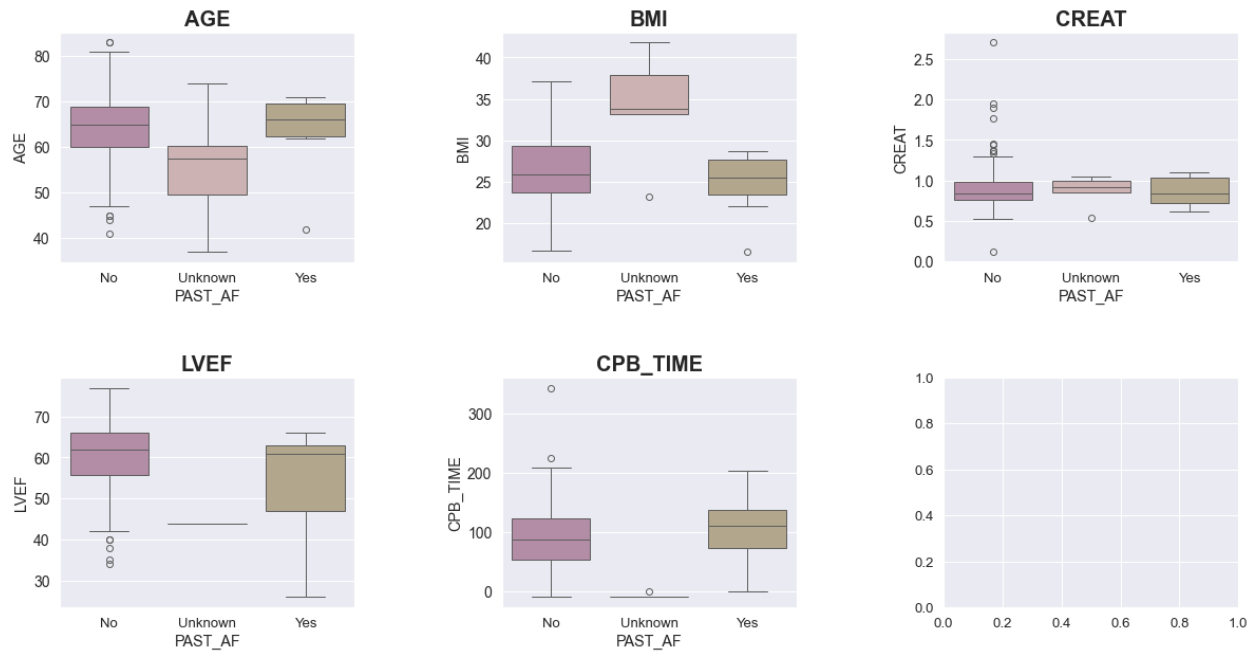 AGE
AGE
80
70
60
50
40
No Unknown Yes
PAST_AF
BMI
BMI
40
35
30
25
20
No Unknown Yes
PAST_AF
CREAT
CREAT
2.5
2.0
1.5
1.0
0.5
0.0
No Unknown Yes
PAST_AF
LVEF
LVEF
70
60
50
40
30
No Unknown Yes
PAST_AF
CPB_TIME
CPB_TIME
300
200
100
0
No Unknown Yes
PAST_AF
1.0
0.8
0.6
0.4
0.2
0.0
0.0 0.2 0.4 0.6 0.8 1.0